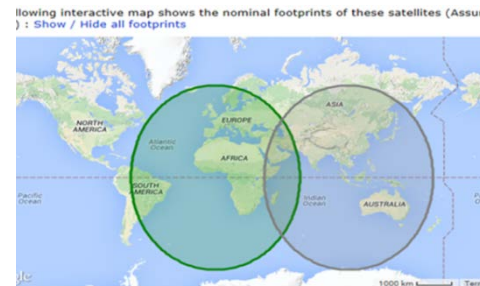 llowing interactive map shows the nominal footprints of these satellites (Assu
) : Show / Hide all footprints
ASIA
EUROPE
NORTH
AMERICA
Atlantic
Ocean
AFRICA
SOUTH
AMERICA
Pacific
Ocean
Indian
Ocean
AUSTRALIA
1000 km